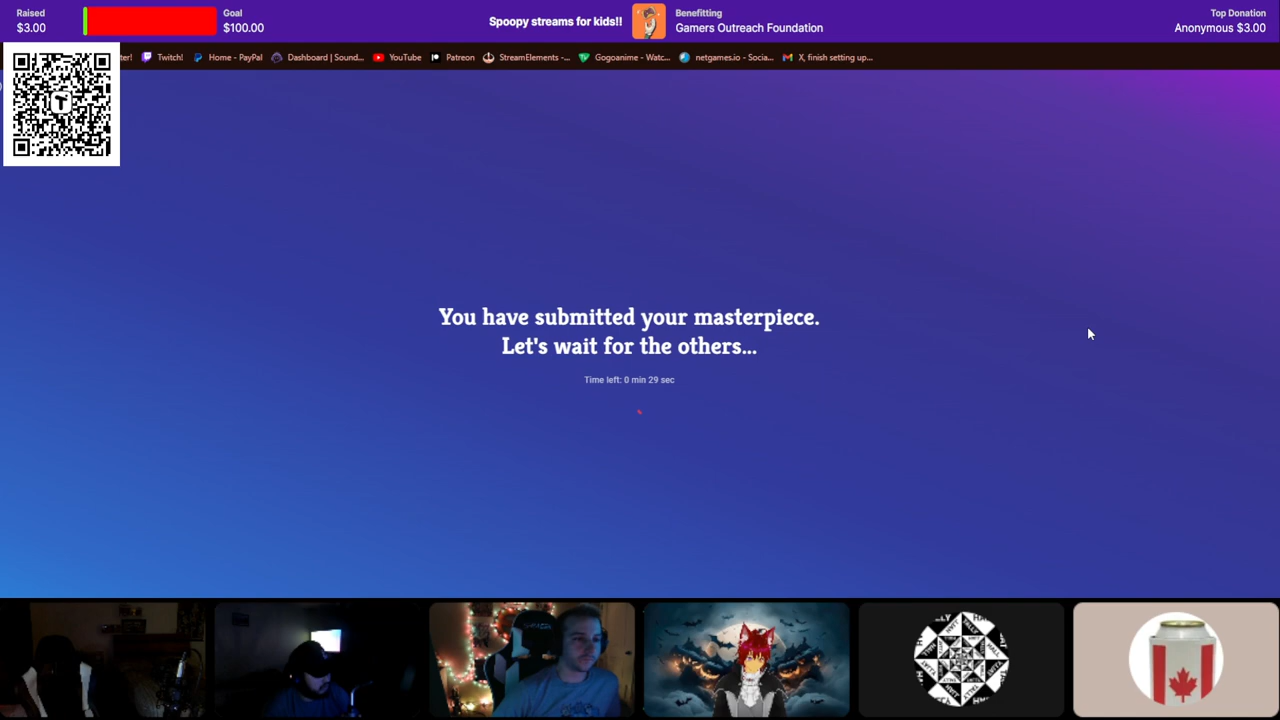 Raised
$3.00
Goal
$100.00
Spoopy streams for kids!!
Benefitting
Gamers Outreach Foundation
Top Donation
Anonymous $3.00
ter!
Twitch!
Home - PayPal
Dashboard | Sound...
YouTube
Patreon
StreamElements -...
Gogoanime - Watc...
netgames.io - Socia...
X, finish setting up...
You have submitted your masterpiece.
Let's wait for the others...
Time left: 0 min 29 sec